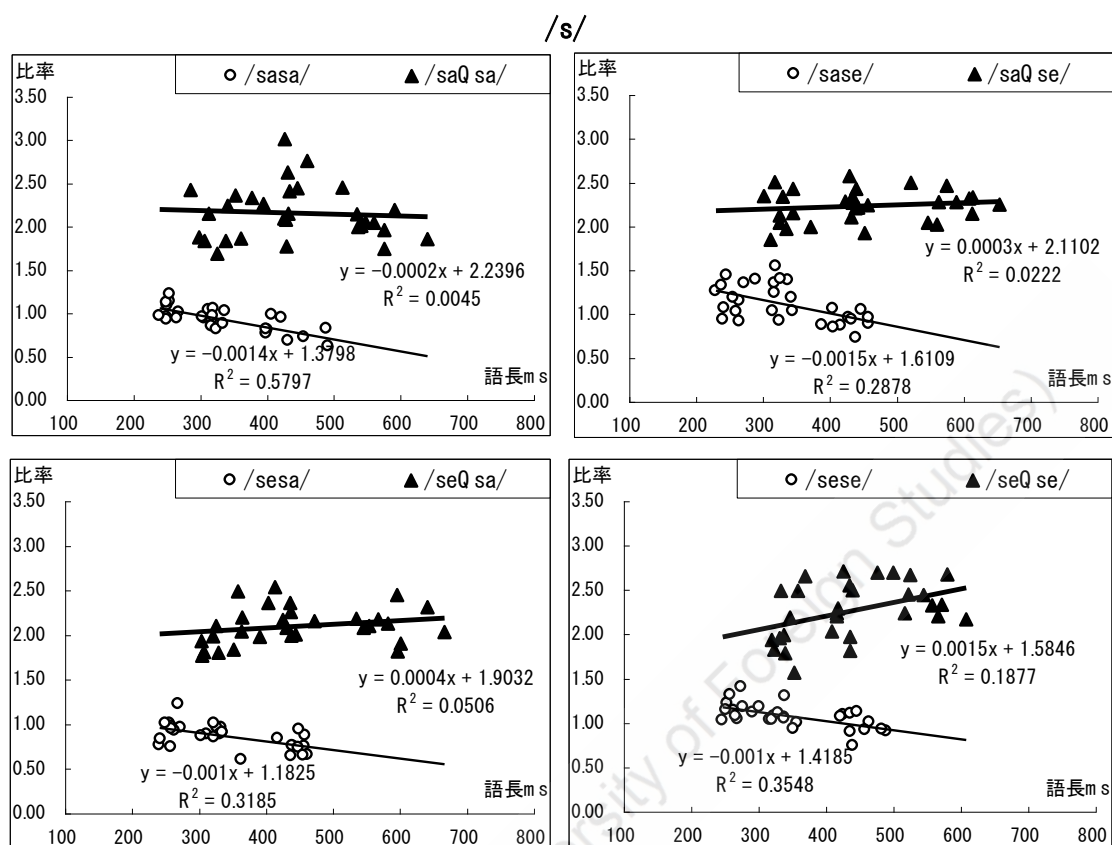 /s/
比率
/sasa/ /saQ sa/
3.50
3.00
2.50
2.00
1.50
1.00
0.50
0.00
y = -0.0002x + 2.2396
R² = 0.0045
y = -0.0014x + 1.3798
R² = 0.5797
語長ms
100 200 300 400 500 600 700 800
比率
/sase/ /saQ se/
3.50
3.00
2.50
2.00
1.50
1.00
0.50
0.00
y = 0.0003x + 2.1102
R² = 0.0222
y = -0.0015x + 1.6109
R² = 0.2878
語長ms
100 200 300 400 500 600 700 800
比率
/sesa/ /seQ sa/
3.50
3.00
2.50
2.00
1.50
1.00
0.50
0.00
y = 0.0004x + 1.9032
R² = 0.0506
y = -0.001x + 1.1825
R² = 0.3185
語長ms
100 200 300 400 500 600 700 800
比率
/sese/ /seQ se/
3.50
3.00
2.50
2.00
1.50
1.00
0.50
0.00
y = 0.0015x + 1.5846
R² = 0.1877
y = -0.001x + 1.4185
R² = 0.3548
語長ms
100 200 300 400 500 600 700 800
of Foreign Studies)